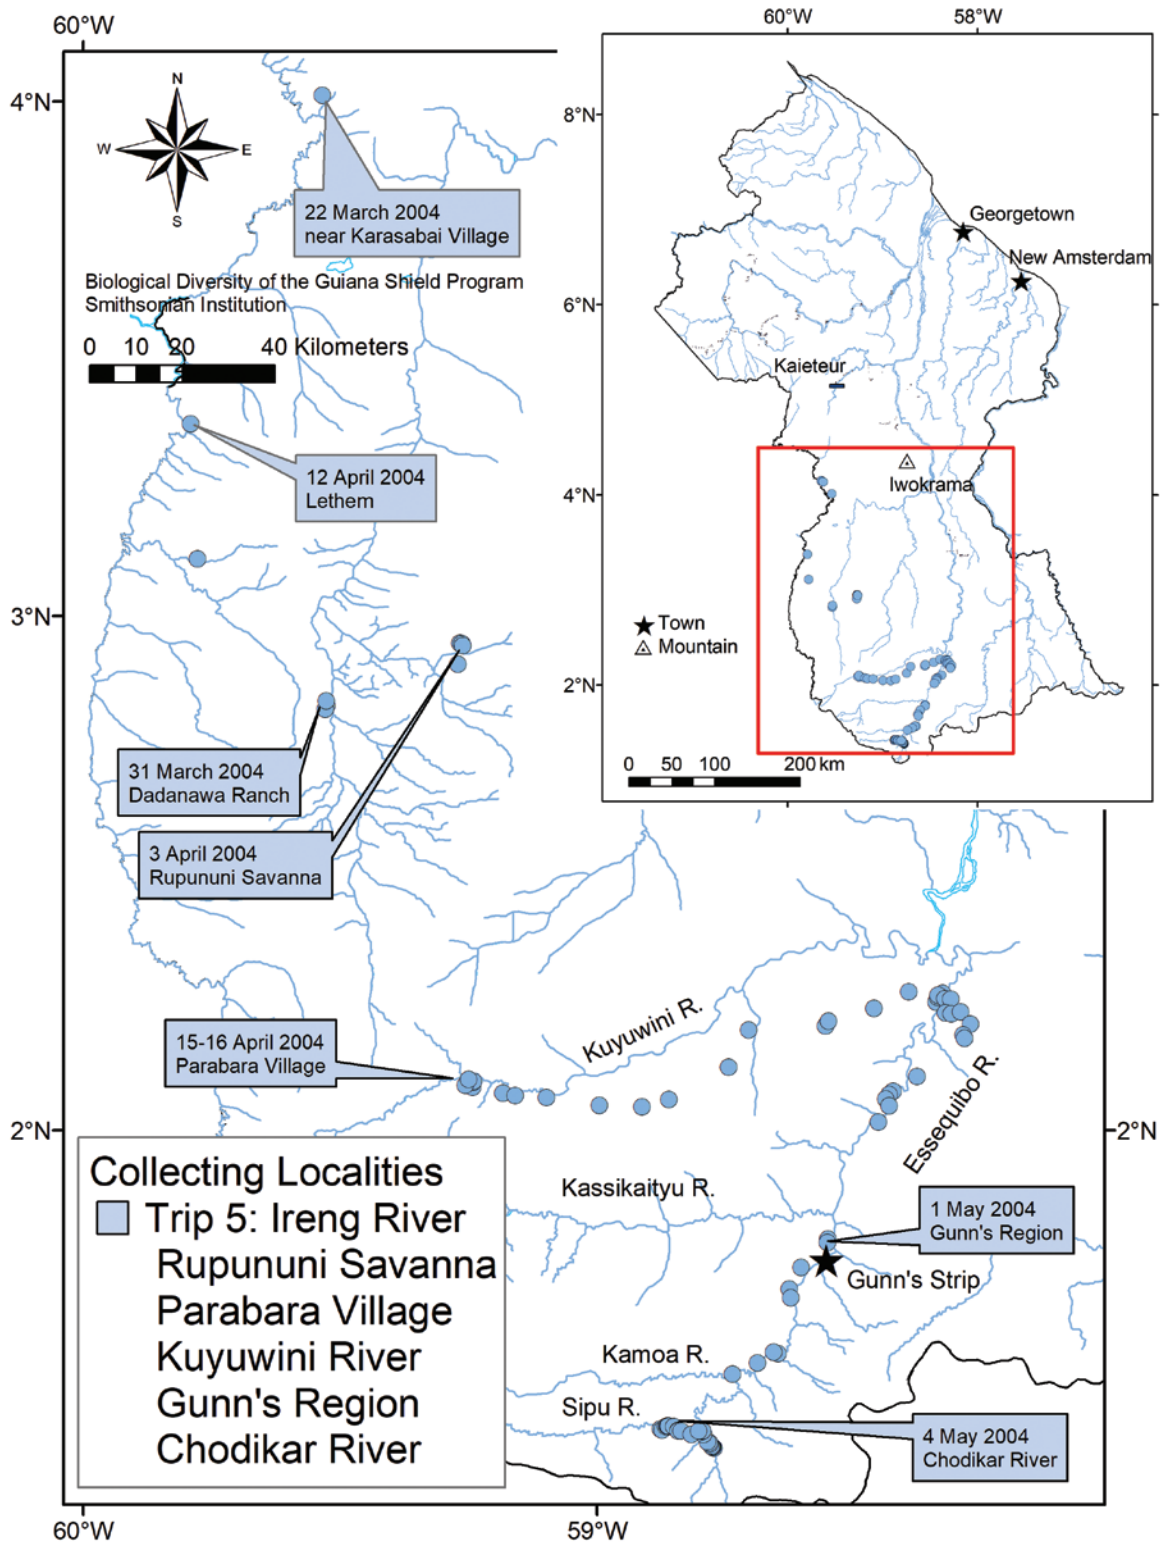 60°W
4°N
N
W
E
S
22 March 2004
near Karasabai Village
Biological Diversity of the Guiana Shield Program
Smithsonian Institution
0 10 20 40 Kilometers
12 April 2004
Lethem
3°N
31 March 2004
Dadanawa Ranch
3 April 2004
Rupununi Savanna
60°W 58°W
8°N
Georgetown
New Amsterdam
6°N
Kaieteur
Iwokrama
4°N
Town
Mountain
2°N
0 50 100 200 km
15-16 April 2004
Parabara Village
Kuyuwini R.
Essequibo R.
2°N
2°N
Kassikaityu R.
1 May 2004
Gunn's Region
Gunn's Strip
Kamoa R.
Sipu R.
4 May 2004
Chodikar River
Collecting Localities
Trip 5: Ireng River
Rupununi Savanna
Parabara Village
Kuyuwini River
Gunn's Region
Chodikar River
60°W
59°W